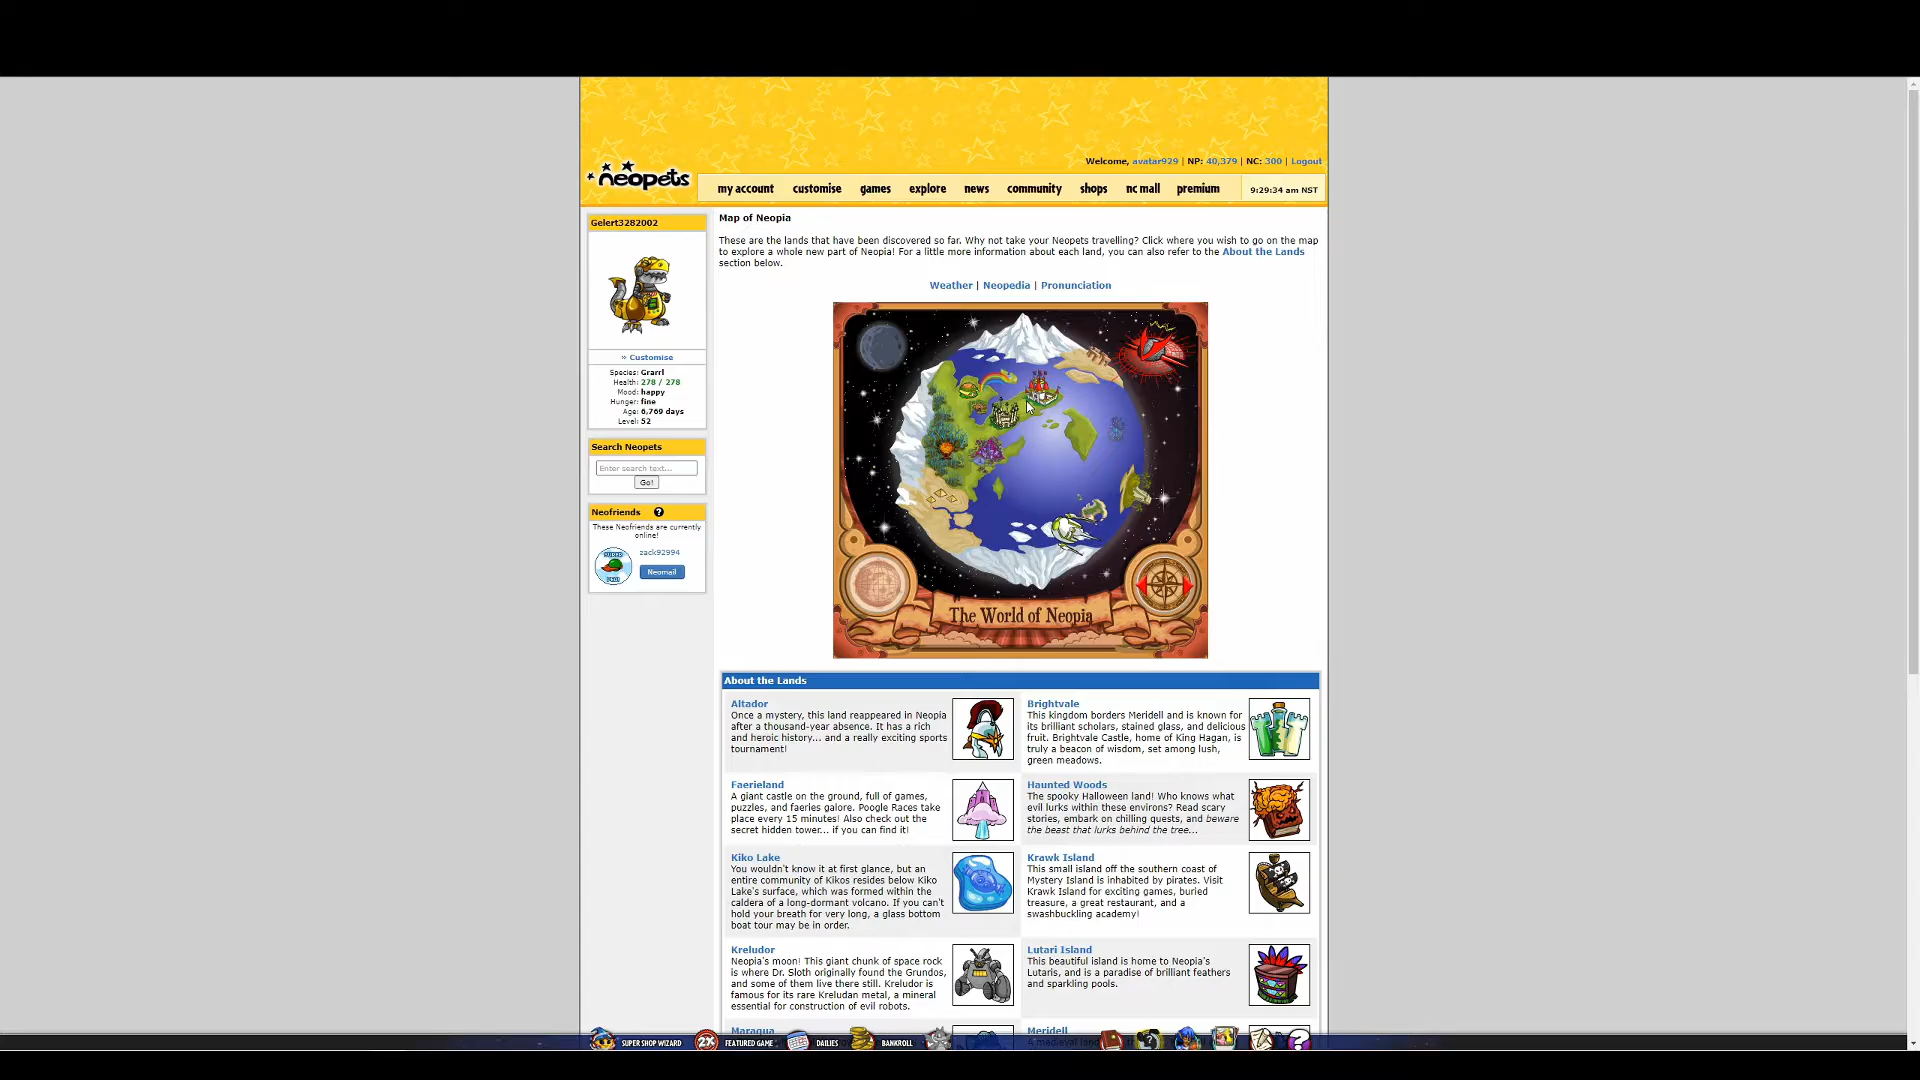 Welcome, avatar929 | NP: 40,379 | NC: 300 | Logout
neopets
my account customise games explore news community shops nc mall premium 9:29:34 am NST
Gelert3282002
» Customise
Species: Grarrl
Health: 278 / 278
Mood: happy
Hunger: fine
Age: 6,769 days
Level: 52
Search Neopets
Enter search text...
Go!
Neofriends ?
These Neofriends are currently
online!
zack92994
Neomail
Map of Neopia
These are the lands that have been discovered so far. Why not take your Neopets travelling? Click where you wish to go on the map
to explore a whole new part of Neopia! For a little more information about each land, you can also refer to the About the Lands
section below.
Weather | Neopedia | Pronunciation
The World of Neopia
About the Lands
Altador
Once a mystery, this land reappeared in Neopia
after a thousand-year absence. It has a rich
and heroic history... and a really exciting sports
tournament!
Brightvale
This kingdom borders Meridell and is known for
its brilliant scholars, stained glass, and delicious
fruit. Brightvale Castle, home of King Hagan, is
truly a beacon of wisdom, set among lush,
green meadows.
Faerieland
A giant castle on the ground, full of games,
puzzles, and faeries galore. Poogle Races take
place every 15 minutes! Also check out the
secret hidden tower... if you can find it!
Haunted Woods
The spooky Halloween land! Who knows what
evil lurks within these environs? Read scary
stories, embark on chilling quests, and beware
the beast that lurks behind the tree...
Kiko Lake
You wouldn't know it at first glance, but an
entire community of Kikos resides below Kiko
Lake's surface, which was formed within the
caldera of a long-dormant volcano. If you can't
hold your breath for very long, a glass bottom
boat tour may be in order.
Krawk Island
This small island off the southern coast of
Mystery Island is inhabited by pirates. Visit
Krawk Island for exciting games, buried
treasure, a great restaurant, and a
swashbuckling academy!
Kreludor
Neopia's moon! This giant chunk of space rock
is where Dr. Sloth originally found the Grundos,
and some of them live there still. Kreludor is
famous for its rare Kreludan metal, a mineral
essential for construction of evil robots.
Lutari Island
This beautiful island is home to Neopia's
Lutaris, and is a paradise of brilliant feathers
and sparkling pools.
Maraqua
Meridell
SUPER SHOP WIZARD 2X FEATURED GAME DAILIES BANKROLL